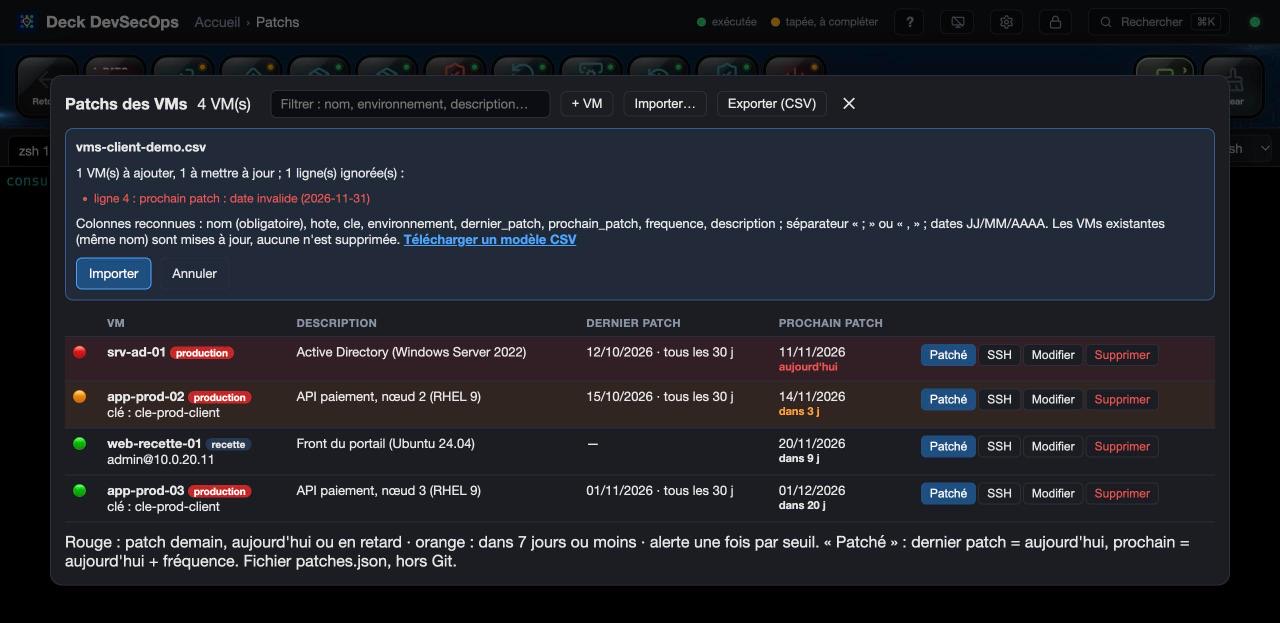 Deck DevSecOps Accueil › Patchs exécutée tapée, à compléter ? Rechercher ⌘K
Patchs des VMs 4 VM(s) Filtrer : nom, environnement, description… + VM Importer… Exporter (CSV) ✕
zsh 1
vms-client-demo.csv
1 VM(s) à ajouter, 1 à mettre à jour ; 1 ligne(s) ignorée(s) :
• ligne 4 : prochain patch : date invalide (2026-11-31)
Colonnes reconnues : nom (obligatoire), hote, cle, environnement, dernier_patch, prochain_patch, frequence, description ; séparateur « ; » ou « , » ; dates JJ/MM/AAAA. Les VMs existantes
(même nom) sont mises à jour, aucune n'est supprimée. Télécharger un modèle CSV
Importer Annuler
VM DESCRIPTION DERNIER PATCH PROCHAIN PATCH
srv-ad-01 production Active Directory (Windows Server 2022) 12/10/2026 · tous les 30 j 11/11/2026 Patché SSH Modifier Supprimer
aujourd'hui
app-prod-02 production API paiement, nœud 2 (RHEL 9) 15/10/2026 · tous les 30 j 14/11/2026 Patché SSH Modifier Supprimer
clé : cle-prod-client dans 3 j
web-recette-01 recette Front du portail (Ubuntu 24.04) — 20/11/2026 Patché SSH Modifier Supprimer
admin@10.0.20.11 dans 9 j
app-prod-03 production API paiement, nœud 3 (RHEL 9) 01/11/2026 · tous les 30 j 01/12/2026 Patché SSH Modifier Supprimer
clé : cle-prod-client dans 20 j
Rouge : patch demain, aujourd'hui ou en retard · orange : dans 7 jours ou moins · alerte une fois par seuil. « Patché » : dernier patch = aujourd'hui, prochain =
aujourd'hui + fréquence. Fichier patches.json, hors Git.